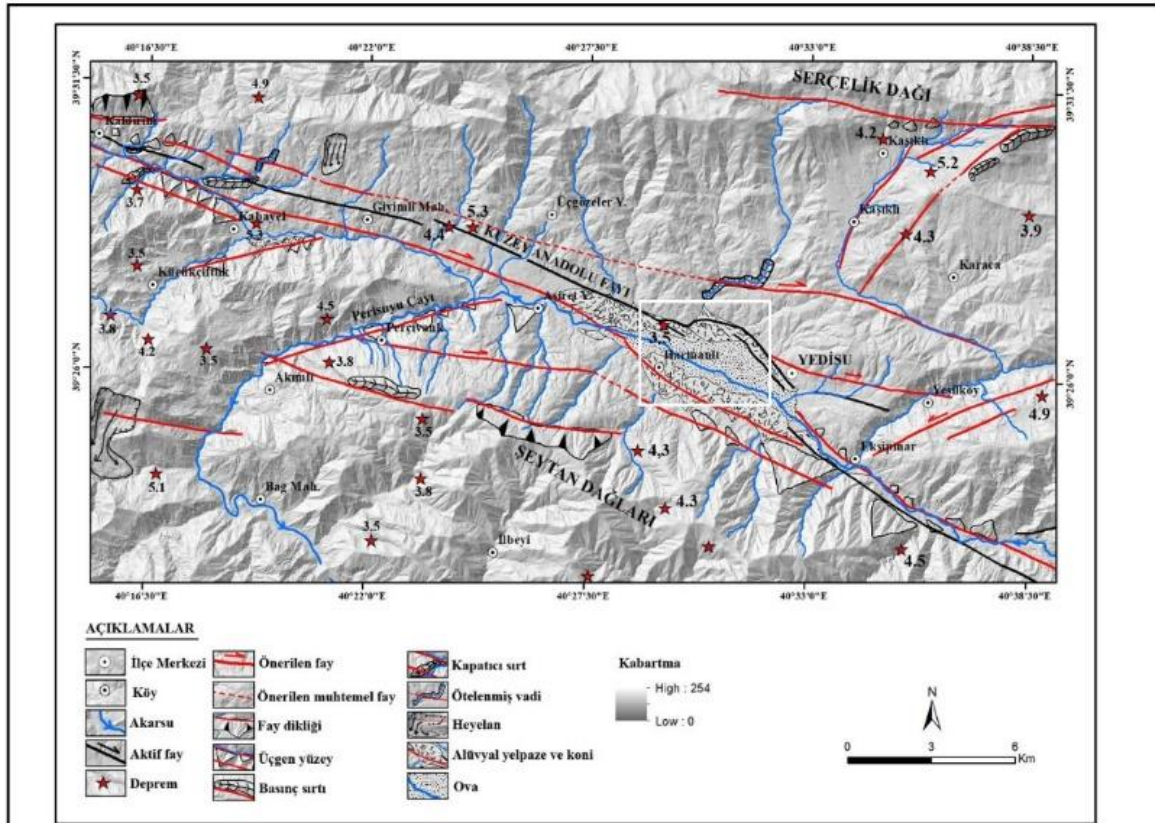 40°16'30"E 40°22'0"E 40°27'30"E 40°33'0"E 40°38'30"E
39°31'30"N
39°31'30"N
3.5
4.9
SERÇELİK DAĞI
Kaldırım
4.2
Kaşıklı
5.2
3.7
Givimli Mah.
Üçgözeler Y.
Kabayel
5.3
4.4
5.3
KUZEY ANADOLU FAYI
Kaşıklı
4.3
3.9
3.5
Küçükçiftlik
Karaca
Perisuyu Çayı
3.8
4.5
4.2
3.5
Perçivank
3.8
3.5
Harmanlı
YEDİSU
39°26'0"N
39°26'0"N
Akımlı
Yeşilköy
4.9
3.5
4,3
ŞEYTAN DAĞLARI
Ekşipınar
5.1
3.8
Bağ Mah.
4.3
3.5
İlbeyi
4.5
40°16'30"E 40°22'0"E 40°27'30"E 40°33'0"E 40°38'30"E
AÇIKLAMALAR
İlçe Merkezi
Köy
Akarsu
Aktif fay
Deprem
Önerilen fay
Önerilen muhtemel fay
Fay dikliği
Üçgen yüzey
Basınç sırtı
Kapatıcı sırt
Ötelenmiş vadi
Heyelan
Alüvyal yelpaze ve koni
Ova
Kabartma
High : 254
Low : 0
N
0 3 6
Km